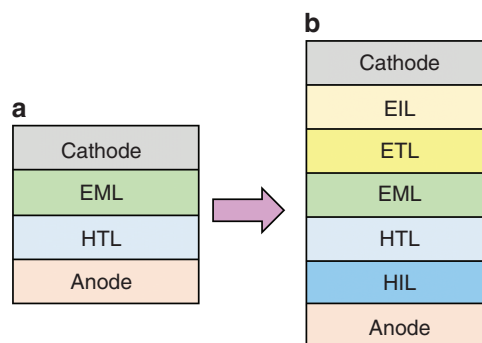 a
Cathode
EML
HTL
Anode
b
Cathode
EIL
ETL
EML
HTL
HIL
Anode